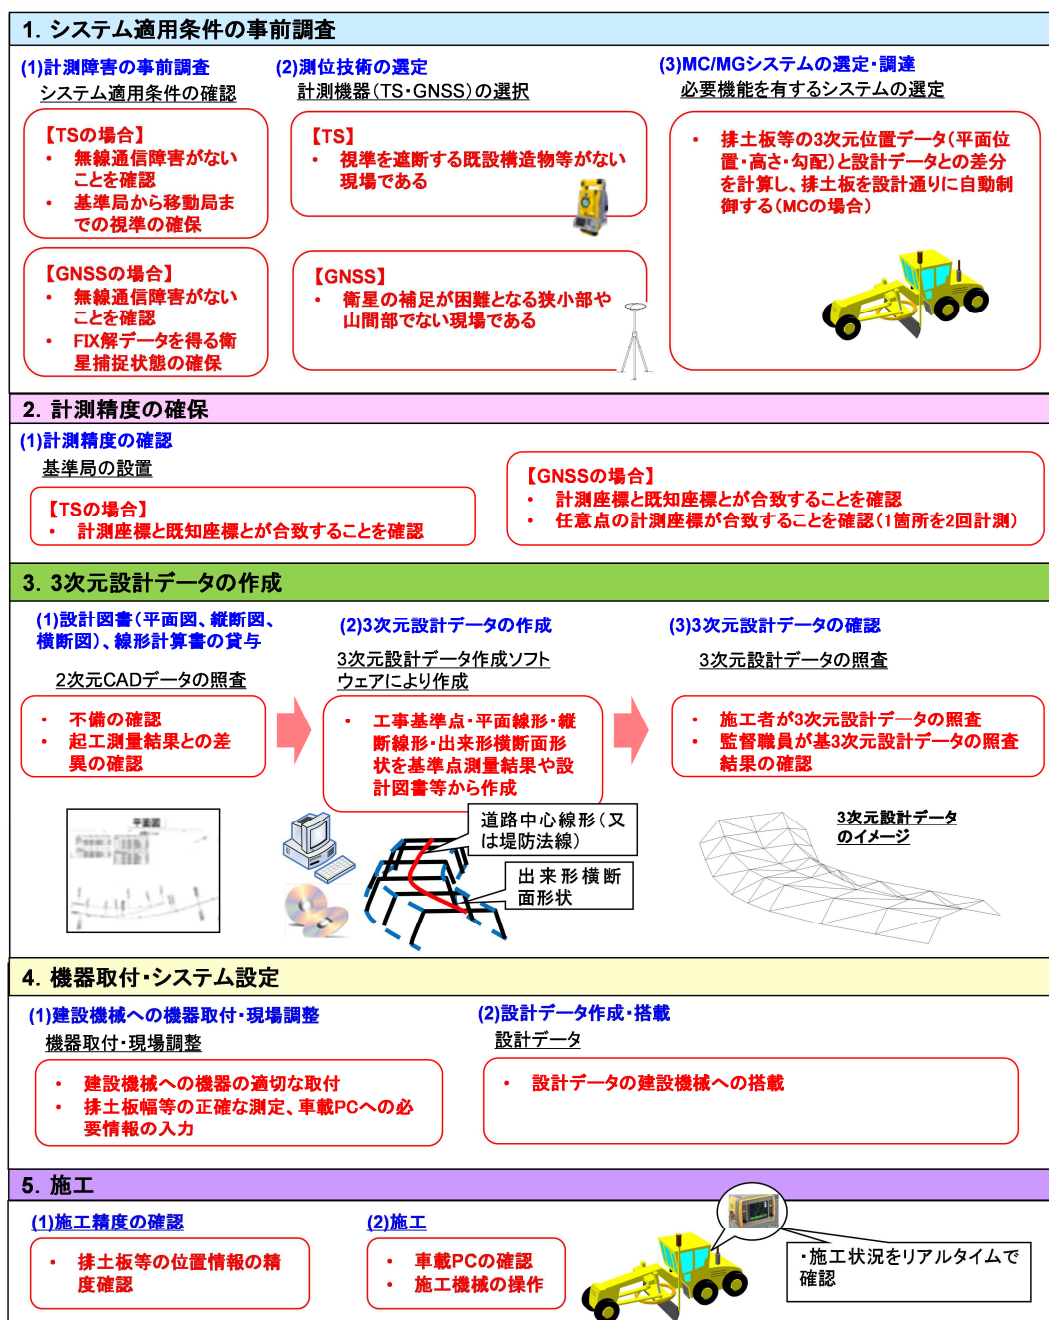 1. システム適用条件の事前調査
(1)計測障害の事前調査
システム適用条件の確認
【TSの場合】
・ 無線通信障害がない
ことを確認
・ 基準局から移動局ま
での視準の確保
【GNSSの場合】
・ 無線通信障害がない
ことを確認
・ FIX解データを得る衛
星捕捉状態の確保
(2)測位技術の選定
計測機器(TS・GNSS)の選択
【TS】
・ 視準を遮断する既設構造物等がない
現場である
【GNSS】
・ 衛星の補足が困難となる狭小部や
山間部でない現場である
(3)MC/MGシステムの選定・調達
必要機能を有するシステムの選定
・ 排土板等の3次元位置データ(平面位
置・高さ・勾配)と設計データとの差分
を計算し、排土板を設計通りに自動制
御する(MCの場合)
2. 計測精度の確保
(1)計測精度の確認
基準局の設置
【TSの場合】
・ 計測座標と既知座標とが合致することを確認
【GNSSの場合】
・ 計測座標と既知座標とが合致することを確認
・ 任意点の計測座標が合致することを確認(1箇所を2回計測)
3. 3次元設計データの作成
(1)設計図書(平面図、縦断図、
横断図)、線形計算書の貸与
2次元CADデータの照査
・ 不備の確認
・ 起工測量結果との差
異の確認
平面図
(2)3次元設計データの作成
3次元設計データ作成ソフト
ウェアにより作成
・ 工事基準点・平面線形・縦
断線形・出来形横断面形
状を基準点測量結果や設
計図書等から作成
道路中心線形(又
は堤防法線)
出来形横断
面形状
(3)3次元設計データの確認
3次元設計データの照査
・ 施工者が3次元設計データの照査
・ 監督職員が基3次元設計データの照査
結果の確認
3次元設計データ
のイメージ
4. 機器取付・システム設定
(1)建設機械への機器取付・現場調整
機器取付・現場調整
・ 建設機械への機器の適切な取付
・ 排土板幅等の正確な測定、車載PCへの必
要情報の入力
(2)設計データ作成・搭載
設計データ
・ 設計データの建設機械への搭載
5. 施工
(1)施工精度の確認
・ 排土板等の位置情報の精
度確認
(2)施工
・ 車載PCの確認
・ 施工機械の操作
・施工状況をリアルタイムで
確認